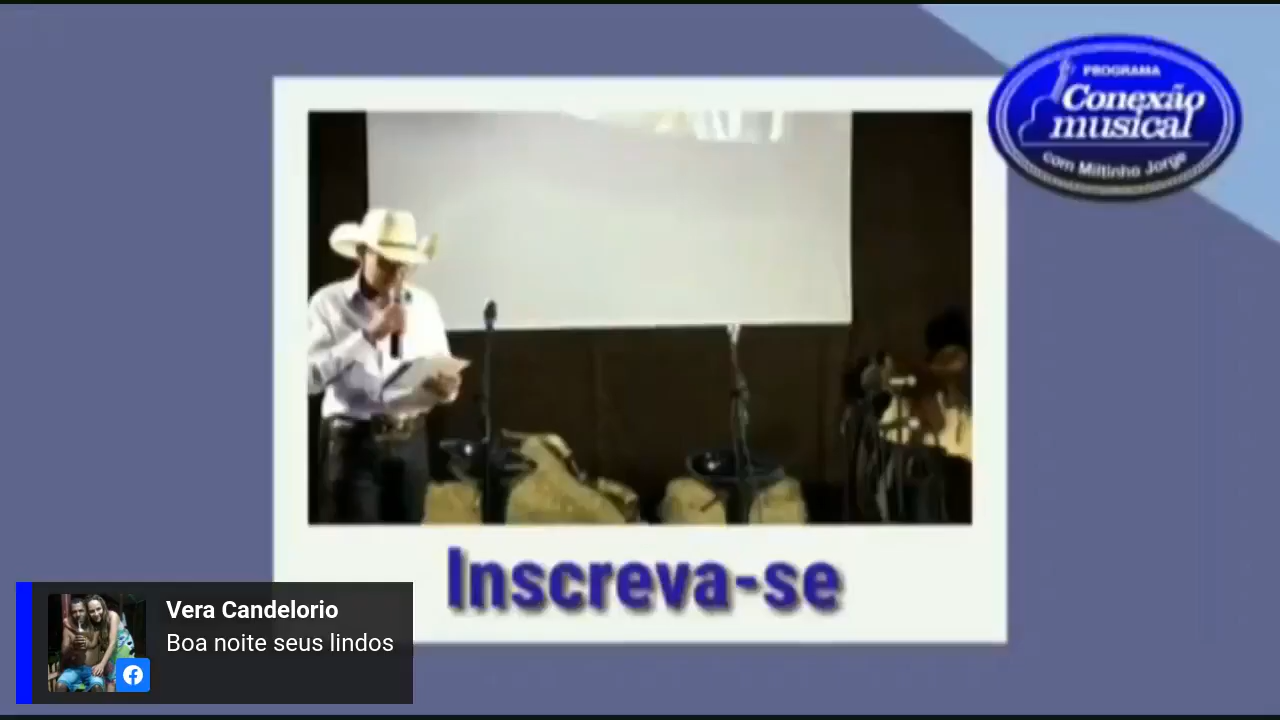 PROGRAMA
Conexão
musical
com Miltinho Jorge
Inscreva-se
Vera Candelorio
Boa noite seus lindos